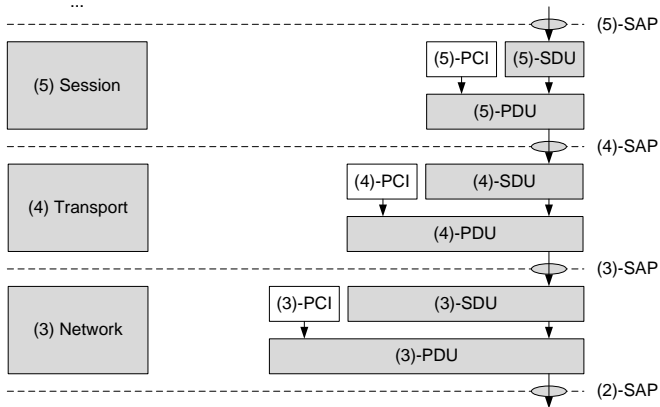 ...
(5)-SAP
(5)-PCI
(5)-SDU
(5) Session
(5)-PDU
(4)-SAP
(4)-PCI
(4)-SDU
(4) Transport
(4)-PDU
(3)-SAP
(3)-PCI
(3)-SDU
(3) Network
(3)-PDU
(2)-SAP